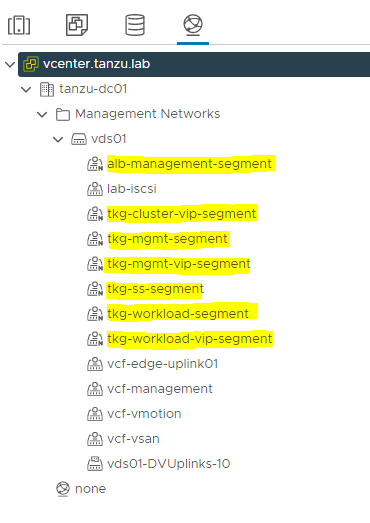 vcenter.tanzu.lab
tanzu-dc01
Management Networks
vds01
alb-management-segment
lab-iscsi
tkg-cluster-vip-segment
tkg-mgmt-segment
tkg-mgmt-vip-segment
tkg-ss-segment
tkg-workload-segment
tkg-workload-vip-segment
vcf-edge-uplink01
vcf-management
vcf-vmotion
vcf-vsan
vds01-DVUplinks-10
none